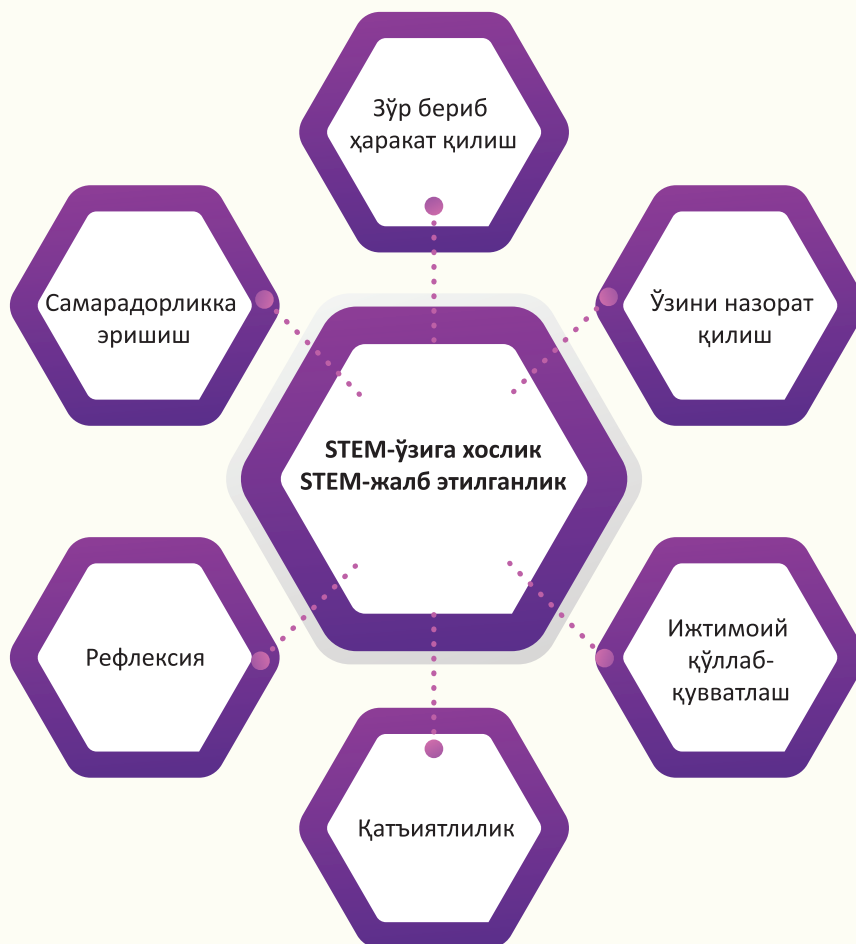 Зўр бериб
ҳаракат қилиш
Самарадорликка
эришиш
Ўзини назорат
қилиш
STEM-ўзига хослик
STEM-жалб этилганлик
Рефлексия
Ижтимоий
қўллаб-
қувватлаш
Қатъиятлилик